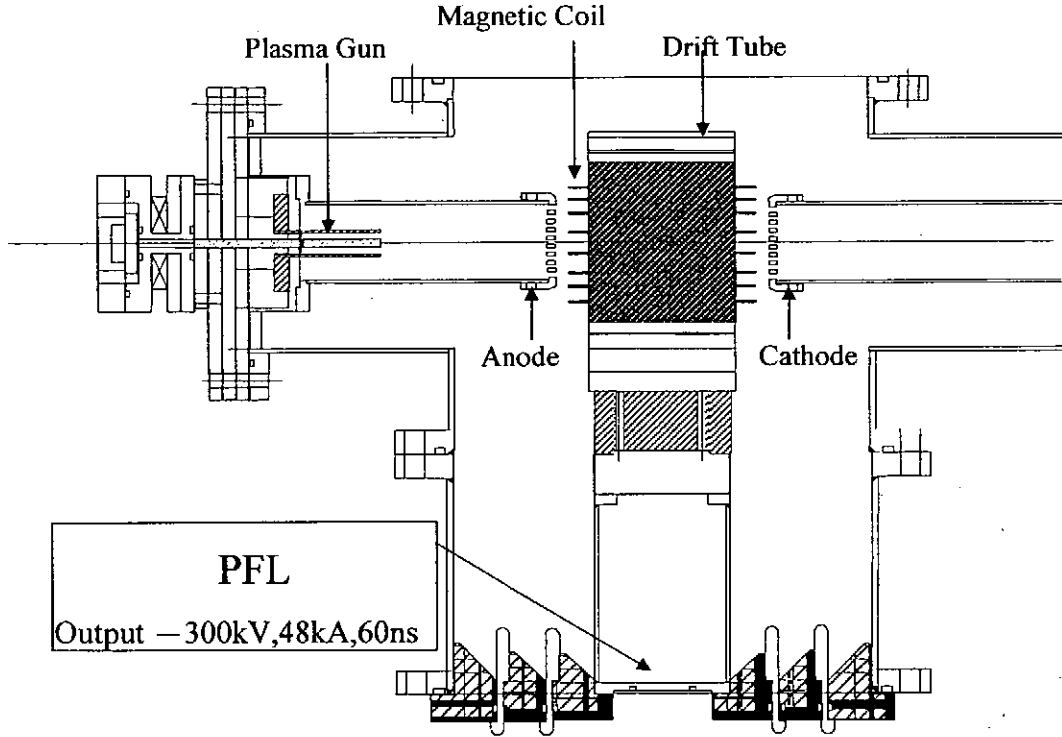 Magnetic Coil
Plasma Gun
Drift Tube
Anode
Cathode
PFL
Output －300kV,48kA,60ns